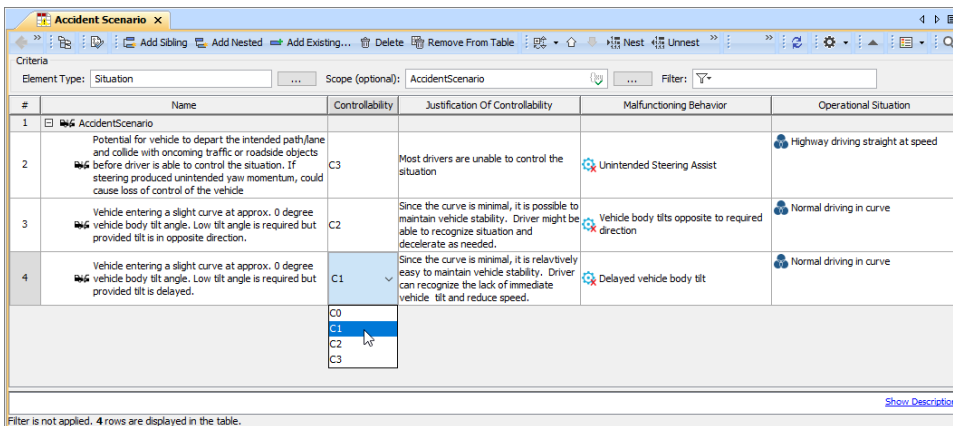 Accident Scenario
Add Sibling Add Nested Add Existing... Delete Remove From Table Nest Unnest
Criteria
Element Type: Situation ... Scope (optional): AccidentScenario ... Filter:
# Name Controllability Justification Of Controllability Malfunctioning Behavior Operational Situation
1 AccidentScenario
2
Potential for vehicle to depart the intended path/lane
and collide with oncoming traffic or roadside objects
before driver is able to control the situation. If
steering produced unintended yaw momentum, could
cause loss of control of the vehicle
C3
Most drivers are unable to control the
situation
Unintended Steering Assist
Highway driving straight at speed
3
Vehicle entering a slight curve at approx. 0 degree
vehicle body tilt angle. Low tilt angle is required but
provided tilt is in opposite direction.
C2
Since the curve is minimal, it is possible to
maintain vehicle stability. Driver might be
able to recognize situation and
decelerate as needed.
Vehicle body tilts opposite to required
direction
Normal driving in curve
4
Vehicle entering a slight curve at approx. 0 degree
vehicle body tilt angle. Low tilt angle is required but
provided tilt is delayed.
C1
Since the curve is minimal, it is relavtively
easy to maintain vehicle stability. Driver
can recognize the lack of immediate
vehicle tilt and reduce speed.
Delayed vehicle body tilt
Normal driving in curve
C0
C1
C2
C3
Show Description
Filter is not applied. 4 rows are displayed in the table.